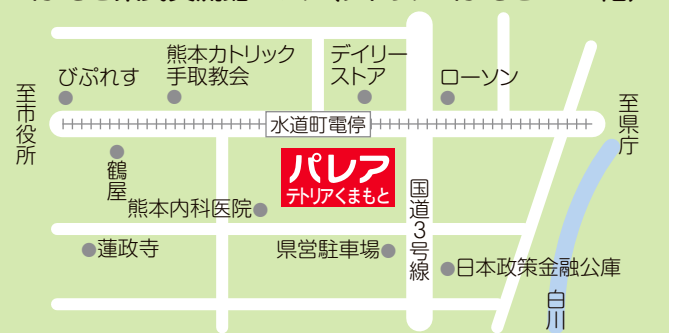 びぷれす
熊本カトリック
手取教会
デイリー
ストア
ローソン
至市役所
至県庁
水道町電停
鶴屋
パレア
テトリアくまもと
熊本内科医院
国道3号線
蓮政寺
県営駐車場
日本政策金融公庫
白川